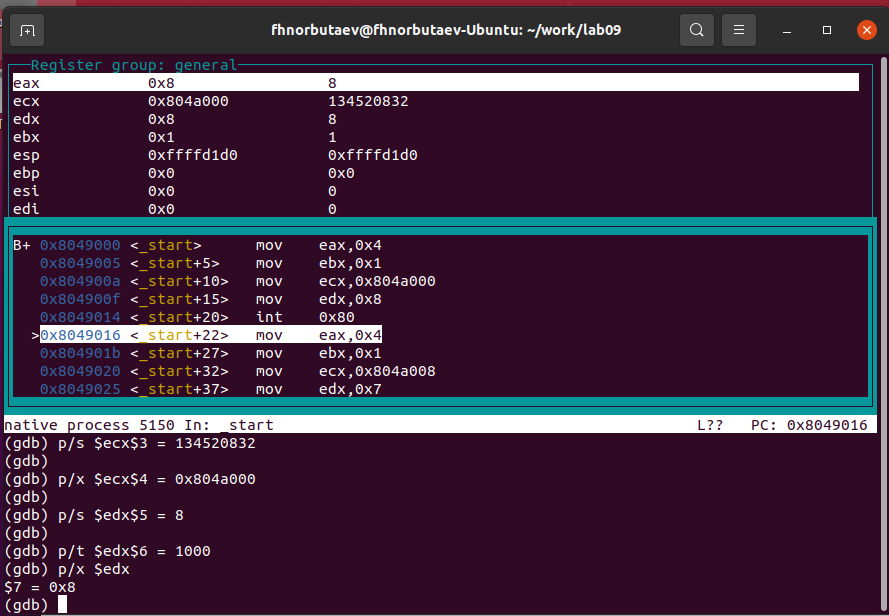 fhnorbutaev@fhnorbutaev-Ubuntu: ~/work/lab09
Register group: general
eax 0x8 8
ecx 0x804a000 134520832
edx 0x8 8
ebx 0x1 1
esp 0xffffd1d0 0xffffd1d0
ebp 0x0 0x0
esi 0x0 0
edi 0x0 0
B+ 0x8049000 <_start> mov eax,0x4
0x8049005 <_start+5> mov ebx,0x1
0x804900a <_start+10> mov ecx,0x804a000
0x804900f <_start+15> mov edx,0x8
0x8049014 <_start+20> int 0x80
>0x8049016 <_start+22> mov eax,0x4
0x804901b <_start+27> mov ebx,0x1
0x8049020 <_start+32> mov ecx,0x804a008
0x8049025 <_start+37> mov edx,0x7
native process 5150 In: _start L?? PC: 0x8049016
(gdb) p/s $ecx$3 = 134520832
(gdb)
(gdb) p/x $ecx$4 = 0x804a000
(gdb)
(gdb) p/s $edx$5 = 8
(gdb)
(gdb) p/t $edx$6 = 1000
(gdb) p/x $edx
$7 = 0x8
(gdb)